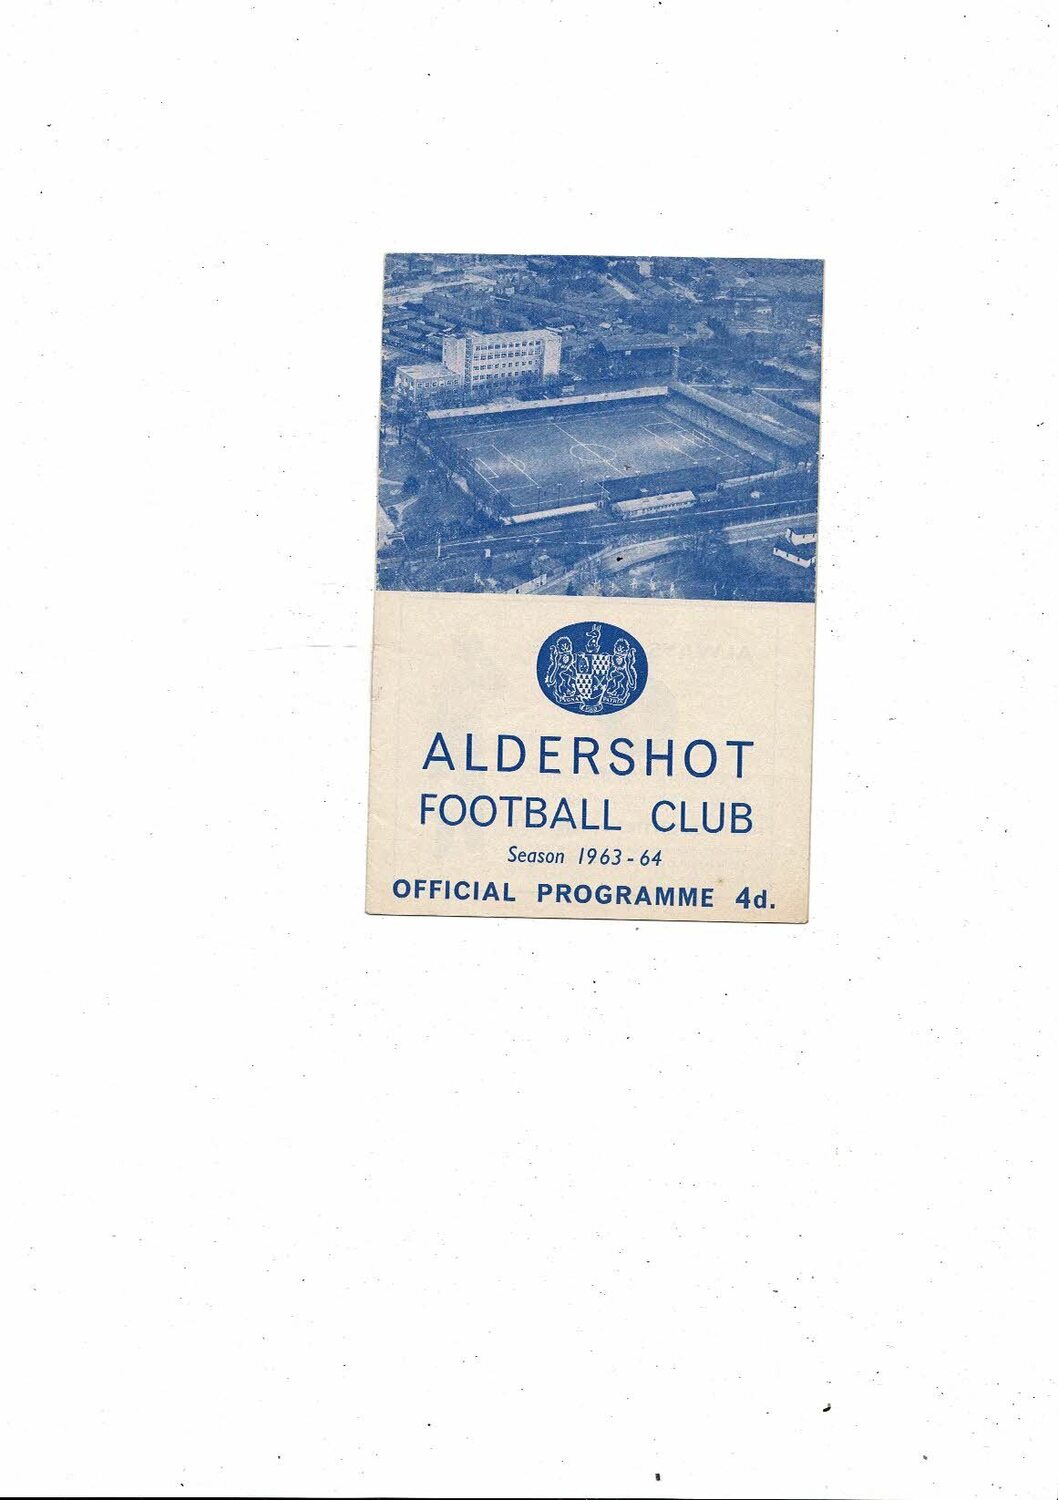 ALDERSHOT
FOOTBALL CLUB
Season 1963-64
OFFICIAL PROGRAMME 4d.